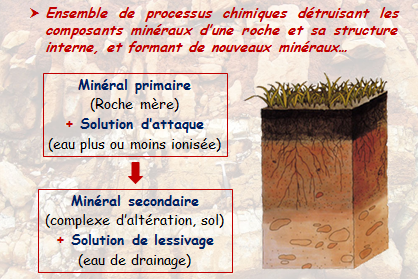 ➤ Ensemble de processus chimiques détruisant les
composants minéraux d'une roche et sa structure
interne, et formant de nouveaux minéraux…
Minéral primaire
(Roche mère)
+ Solution d'attaque
(eau plus ou moins ionisée)
Minéral secondaire
(complexe d'altération, sol)
+ Solution de lessivage
(eau de drainage)